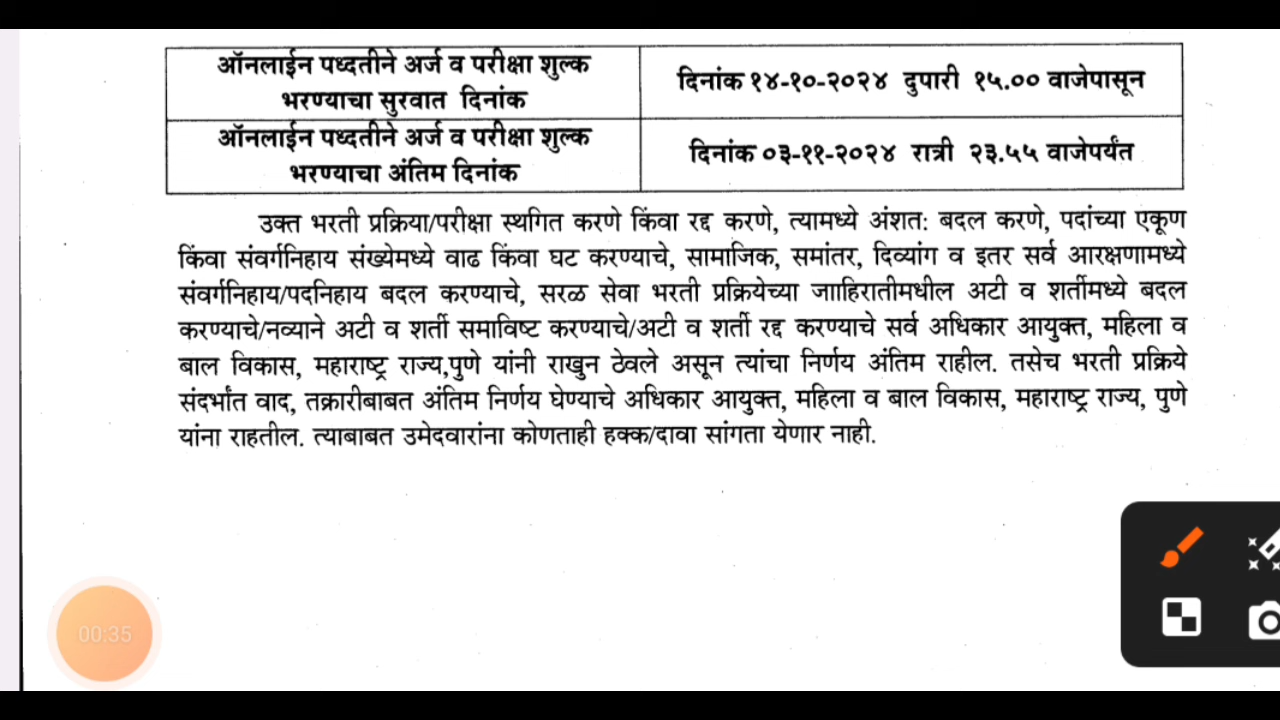 ऑनलाईन पध्दतीने अर्ज व परीक्षा शुल्क
भरण्याचा सुरवात दिनांक
दिनांक १४-१०-२०२४ दुपारी १५.०० वाजेपासून
ऑनलाईन पध्दतीने अर्ज व परीक्षा शुल्क
भरण्याचा अंतिम दिनांक
दिनांक ०३-११-२०२४ रात्री २३.५५ वाजेपर्यंत
उक्त भरती प्रक्रिया/परीक्षा स्थगित करणे किंवा रद्द करणे, त्यामध्ये अंशत: बदल करणे, पदांच्या एकूण
किंवा संवर्गनिहाय संख्येमध्ये वाढ किंवा घट करण्याचे, सामाजिक, समांतर, दिव्यांग व इतर सर्व आरक्षणामध्ये
संवर्गनिहाय/पदनिहाय बदल करण्याचे, सरळ सेवा भरती प्रक्रियेच्या जााहिरातीमधील अटी व शर्तीमध्ये बदल
करण्याचे/नव्याने अटी व शर्ती समाविष्ट करण्याचे/अटी व शर्ती रद्द करण्याचे सर्व अधिकार आयुक्त, महिला व
बाल विकास, महाराष्ट्र राज्य,पुणे यांनी राखुन ठेवले असून त्यांचा निर्णय अंतिम राहील. तसेच भरती प्रक्रिये
संदर्भांत वाद, तक्रारीबाबत अंतिम निर्णय घेण्याचे अधिकार आयुक्त, महिला व बाल विकास, महाराष्ट्र राज्य, पुणे
यांना राहतील. त्याबाबत उमेदवारांना कोणताही हक्क/दावा सांगता येणार नाही.
00:35